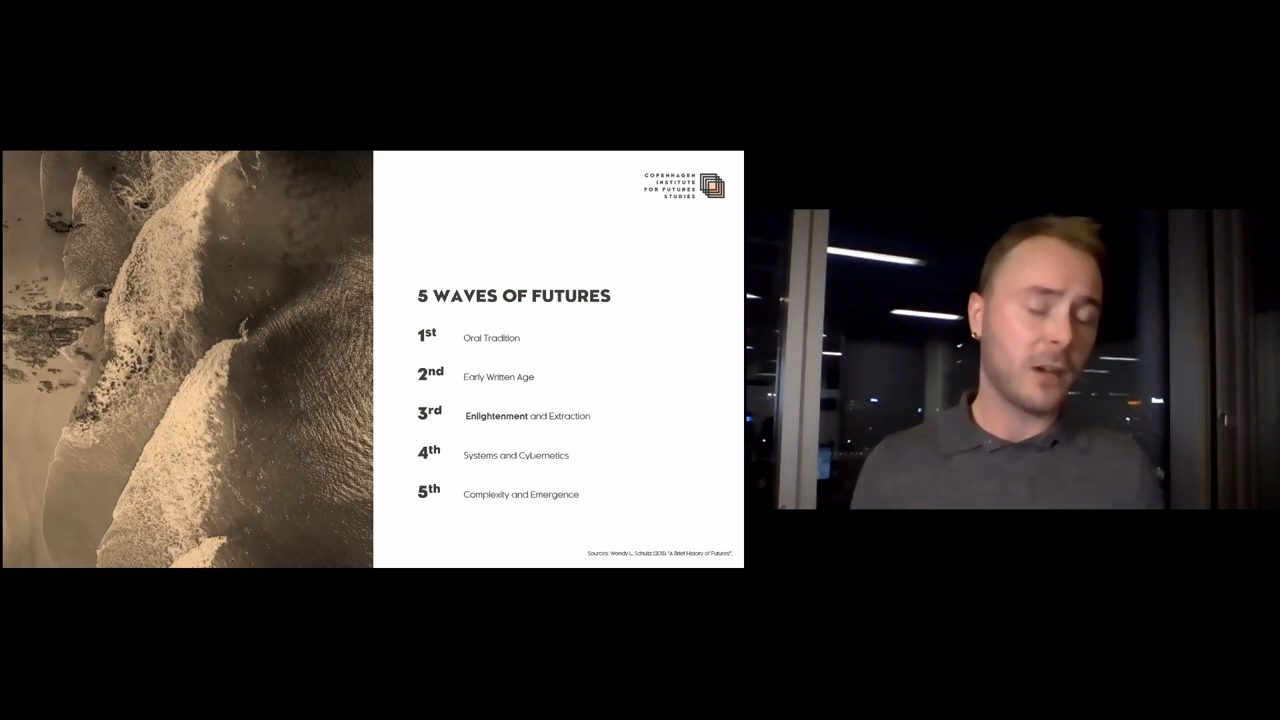 COPENHAGEN
INSTITUTE
FOR FUTURES
STUDIES
5 WAVES OF FUTURES
1st Oral Tradition
2nd Early Written Age
3rd Enlightenment and Extraction
4th Systems and Cybernetics
5th Complexity and Emergence
Sources: Wendy L. Schultz (2015) "A Brief History of Futures".